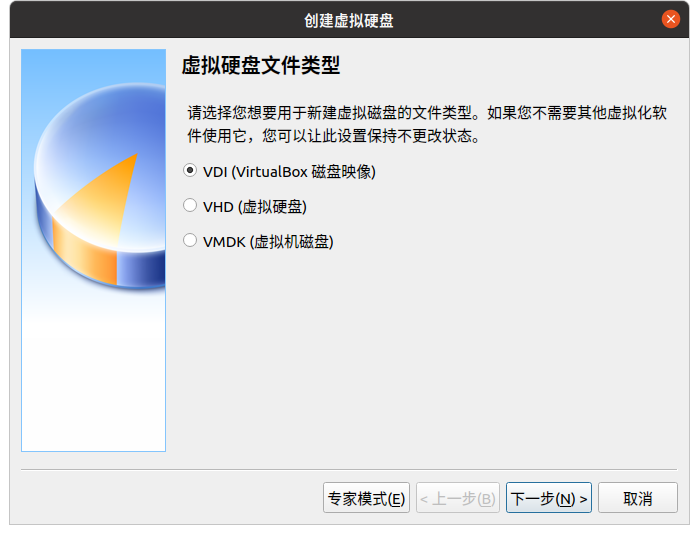 创建虚拟硬盘
虚拟硬盘文件类型
请选择您想要用于新建虚拟磁盘的文件类型。如果您不需要其他虚拟化软
件使用它，您可以让此设置保持不更改状态。
VDI (VirtualBox 磁盘映像)
VHD (虚拟硬盘)
VMDK (虚拟机磁盘)
专家模式(E) < 上一步(B) 下一步(N) > 取消